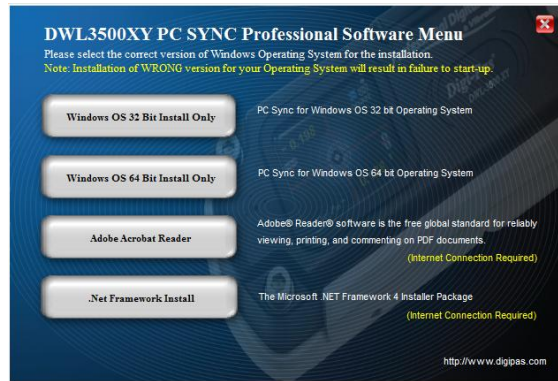 DWL3500XY PC SYNC Professional Software Menu
Please select the correct version of Windows Operating System for the installation.
Note: Installation of WRONG version for your Operating System will result in failure to start-up.
Windows OS 32 Bit Install Only
PC Sync for Windows OS 32 bit Operating System
Windows OS 64 Bit Install Only
PC Sync for Windows OS 64 bit Operating System
Adobe Acrobat Reader
Adobe® Reader® software is the free global standard for reliably
viewing, printing, and commenting on PDF documents.
(Internet Connection Required)
.Net Framework Install
The Microsoft .NET Framework 4 Installer Package
(Internet Connection Required)
http://www.digipas.com